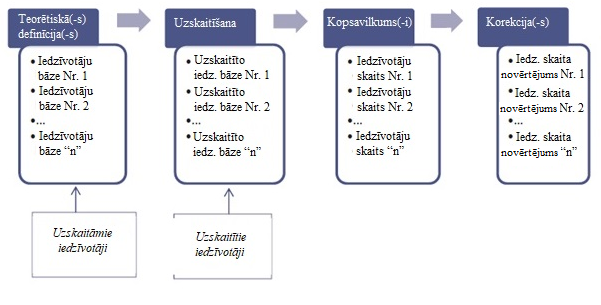 Teorētiskā(-s)
definīcija(-s)
• Iedzīvotāju
bāze Nr. 1
• Iedzīvotāju
bāze Nr. 2
•...
• Iedzīvotāju
bāze “n”
Uzskaitāmie
iedzīvotāji
Uzskaitīšana
• Uzskaitīto
iedz. bāze Nr. 1
• Uzskaitīto
iedz. bāze Nr. 2
•...
• Uzskaitīto
iedz. bāze “n”
Uzskaitītie
iedzīvotāji
Kopsavilkums(-i)
• Iedzīvotāju
skaits Nr. 1
• Iedzīvotāju
skaits Nr. 2
•...
• Iedzīvotāju
skaits “n”
Korekcija(-s)
• Iedz. skaita
novērtējums Nr. 1
• Iedz. skaita
novērtējums Nr. 2
•...
• Iedz. skaita
novērtējums “n”